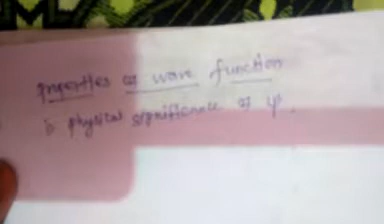 properties of wave function
i) physical significance of ψ.